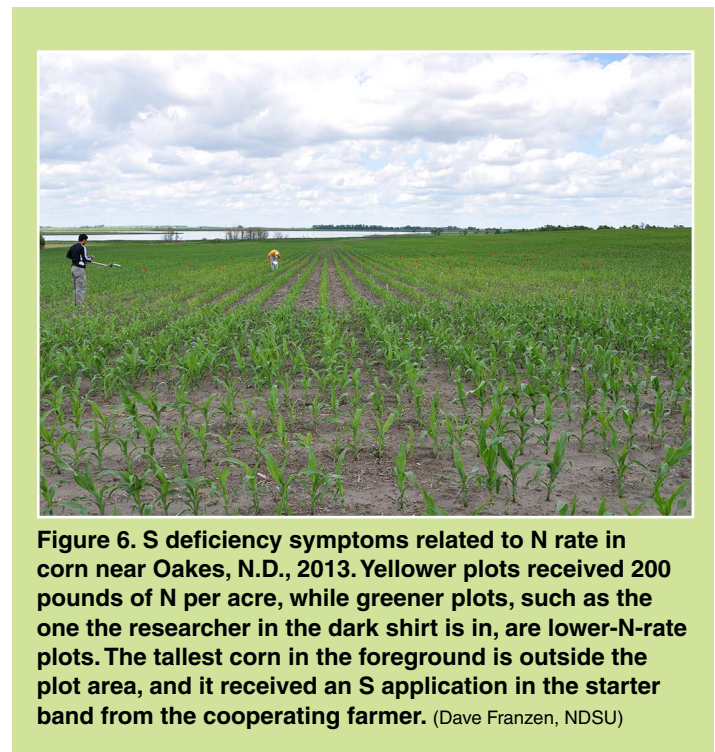 Figure 6. S deficiency symptoms related to N rate in
corn near Oakes, N.D., 2013. Yellower plots received 200
pounds of N per acre, while greener plots, such as the
one the researcher in the dark shirt is in, are lower-N-rate
plots. The tallest corn in the foreground is outside the
plot area, and it received an S application in the starter
band from the cooperating farmer. (Dave Franzen, NDSU)